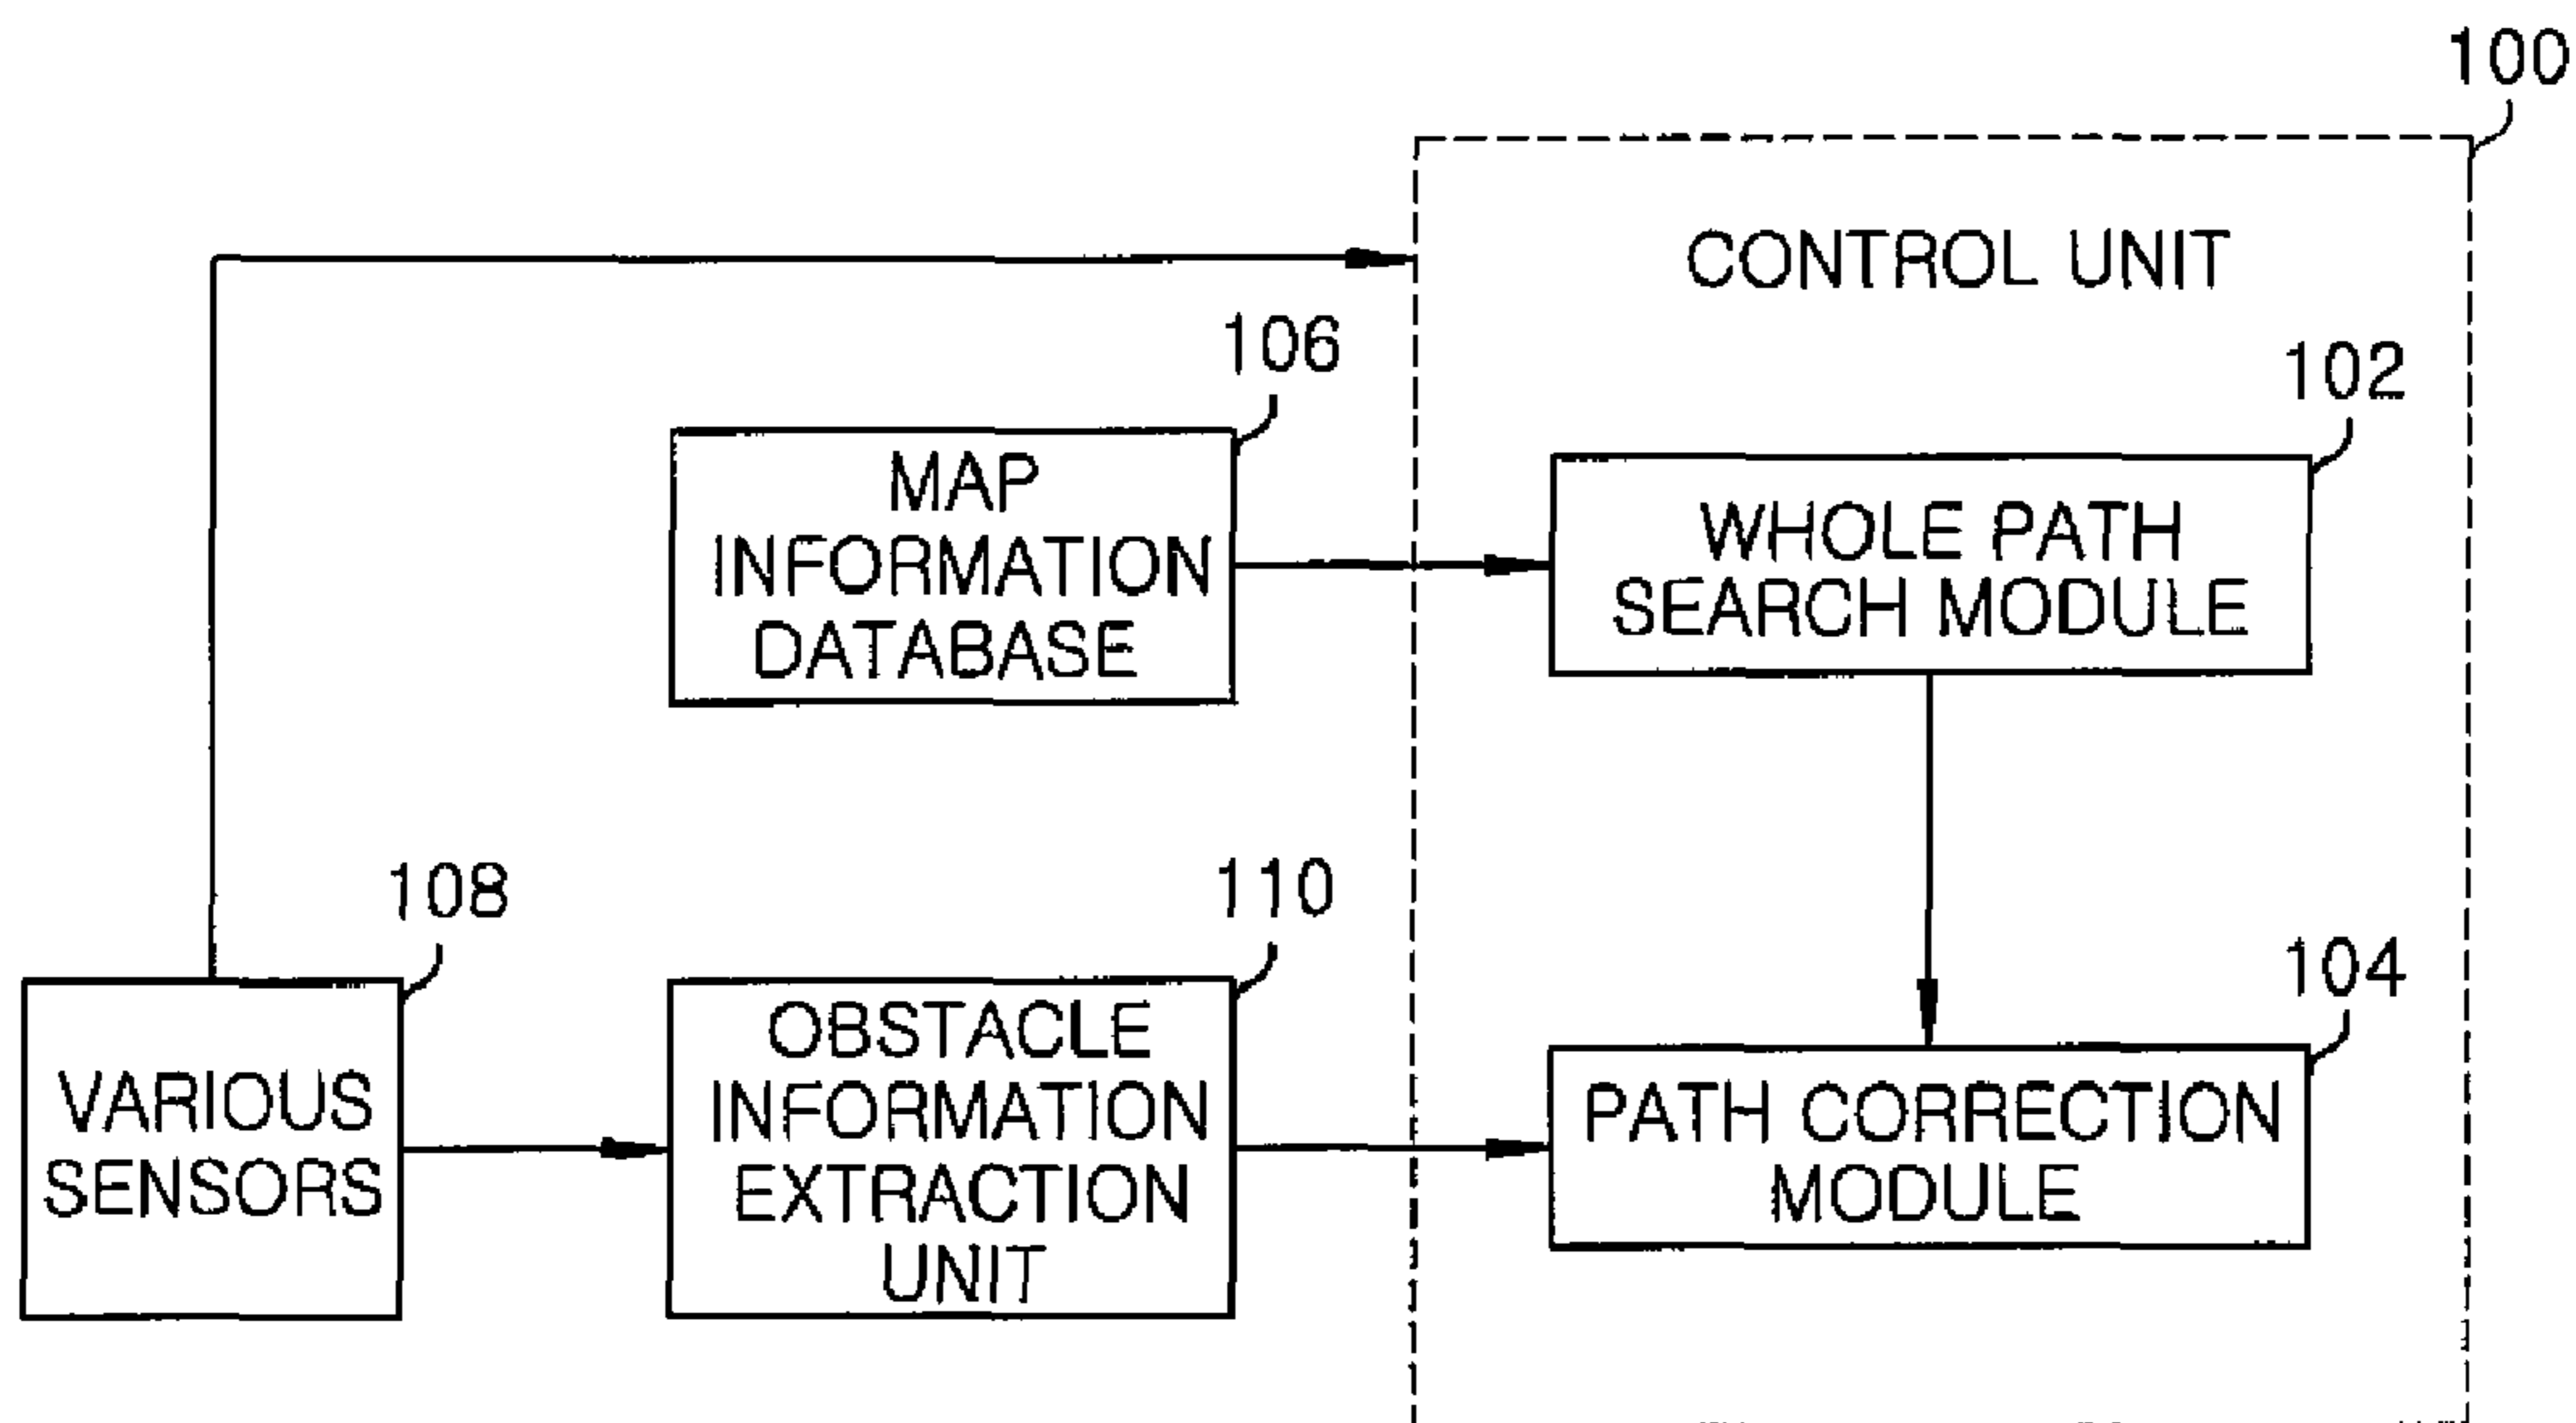 100
CONTROL UNIT
106
MAP
INFORMATION
DATABASE
102
WHOLE PATH
SEARCH MODULE
108
VARIOUS
SENSORS
110
OBSTACLE
INFORMATION
EXTRACTION
UNIT
104
PATH CORRECTION
MODULE